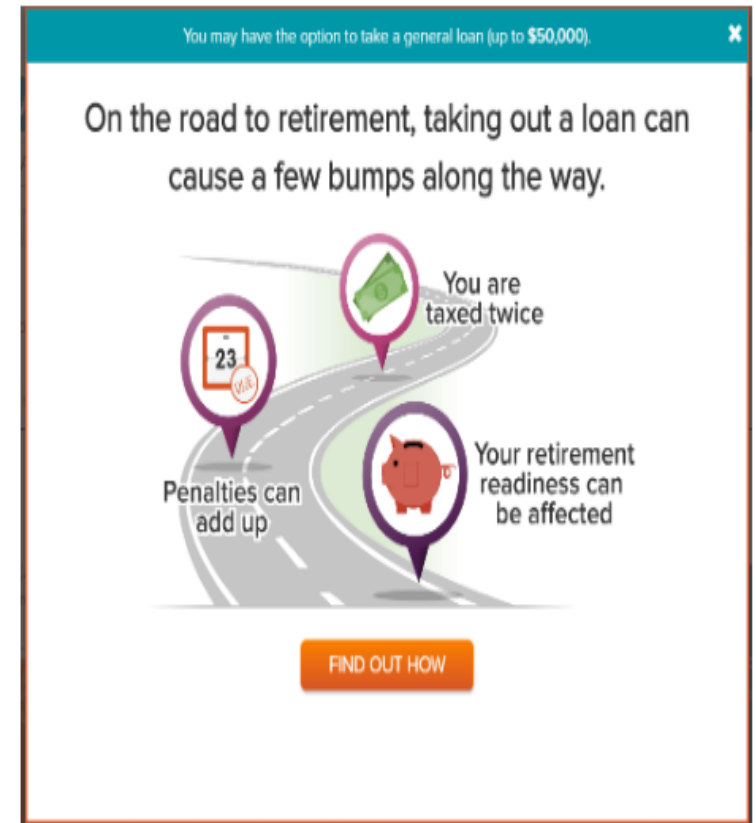 You may have the option to take a general loan (up to $50,000).
On the road to retirement, taking out a loan can
cause a few bumps along the way.
You are
taxed twice
23
DUE
Penalties can
add up
Your retirement
readiness can
be affected
FIND OUT HOW